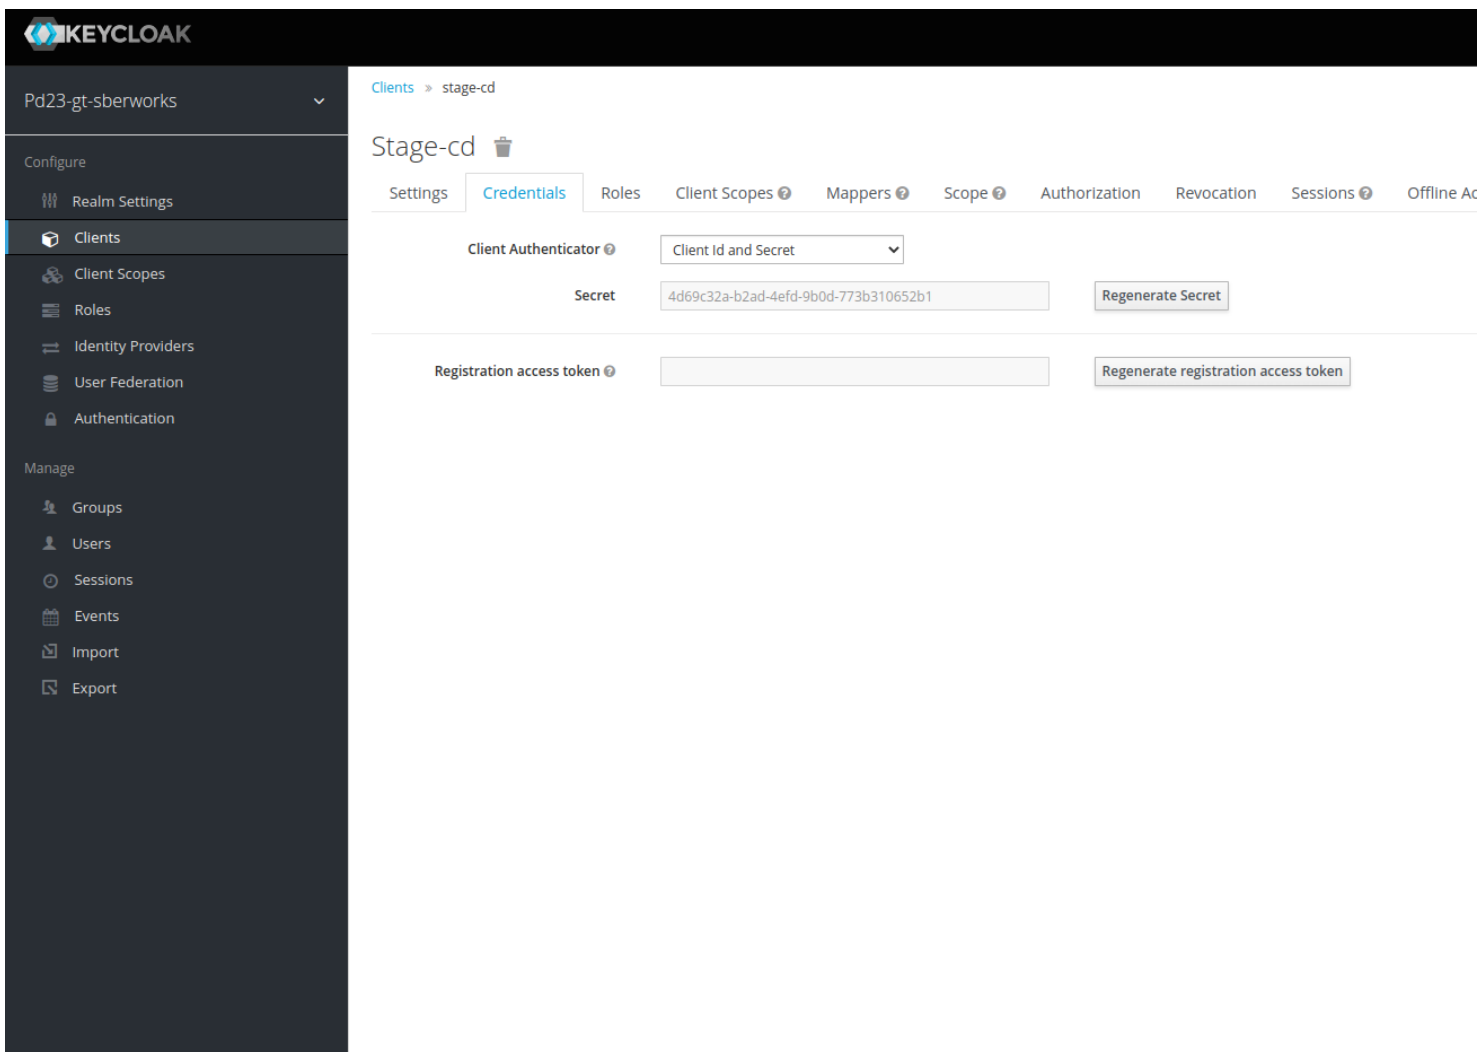 KEYCLOAK
Pd23-gt-sberworks
Configure
Realm Settings
Clients
Client Scopes
Roles
Identity Providers
User Federation
Authentication
Manage
Groups
Users
Sessions
Events
Import
Export
Clients » stage-cd
Stage-cd
Settings Credentials Roles Client Scopes Mappers Scope Authorization Revocation Sessions Offline Ac
Client Authenticator Client Id and Secret
Secret 4d69c32a-b2ad-4efd-9b0d-773b310652b1 Regenerate Secret
Registration access token Regenerate registration access token